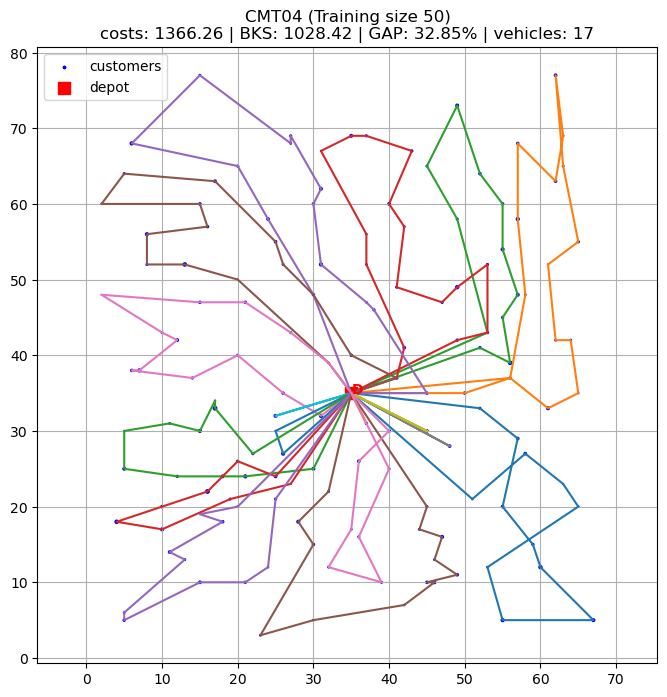 CMT04 (Training size 50)
costs: 1366.26 | BKS: 1028.42 | GAP: 32.85% | vehicles: 17
customers
depot
80
70
60
50
40
30
20
10
0
D
0 10 20 30 40 50 60 70